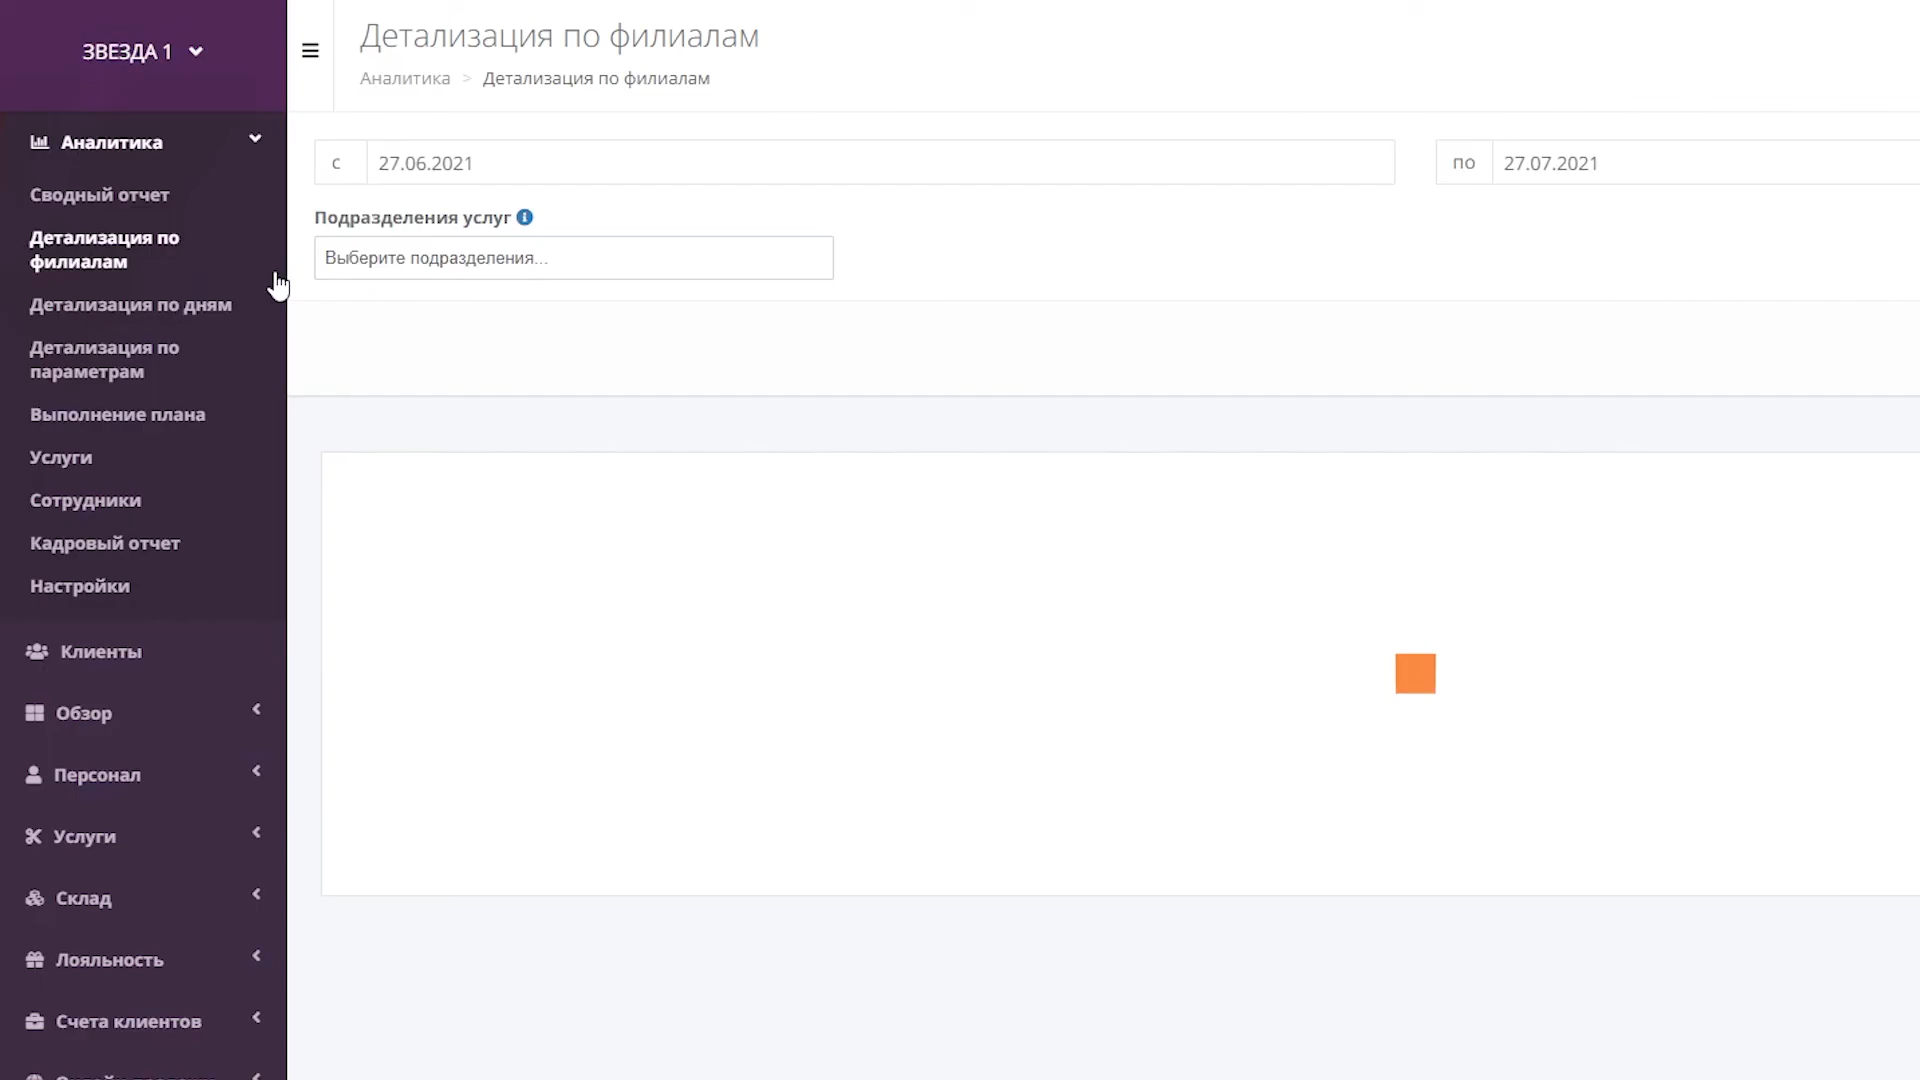 ЗВЕЗДА 1
Детализация по филиалам
Аналитика > Детализация по филиалам
Аналитика
Сводный отчет
Детализация по
филиалам
Детализация по дням
Детализация по
параметрам
Выполнение плана
Услуги
Сотрудники
Кадровый отчет
Настройки
Клиенты
Обзор
Персонал
Услуги
Склад
Лояльность
Счета клиентов
с 27.06.2021
по 27.07.2021
Подразделения услуг
Выберите подразделения...